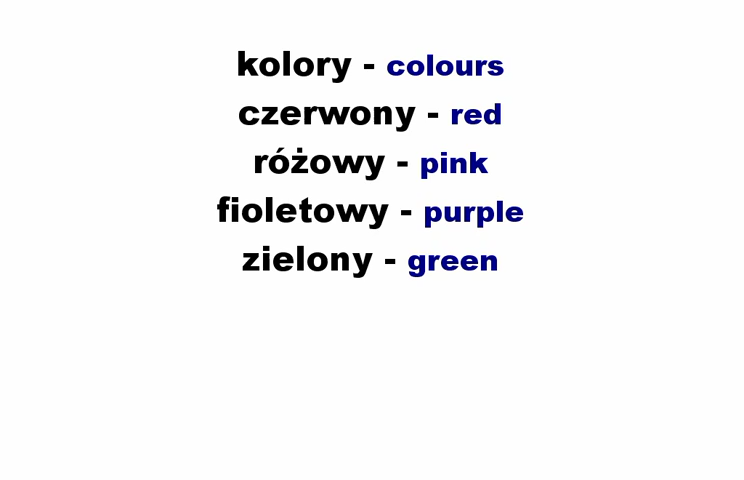 kolory - colours
czerwony - red
różowy - pink
fioletowy - purple
zielony - green